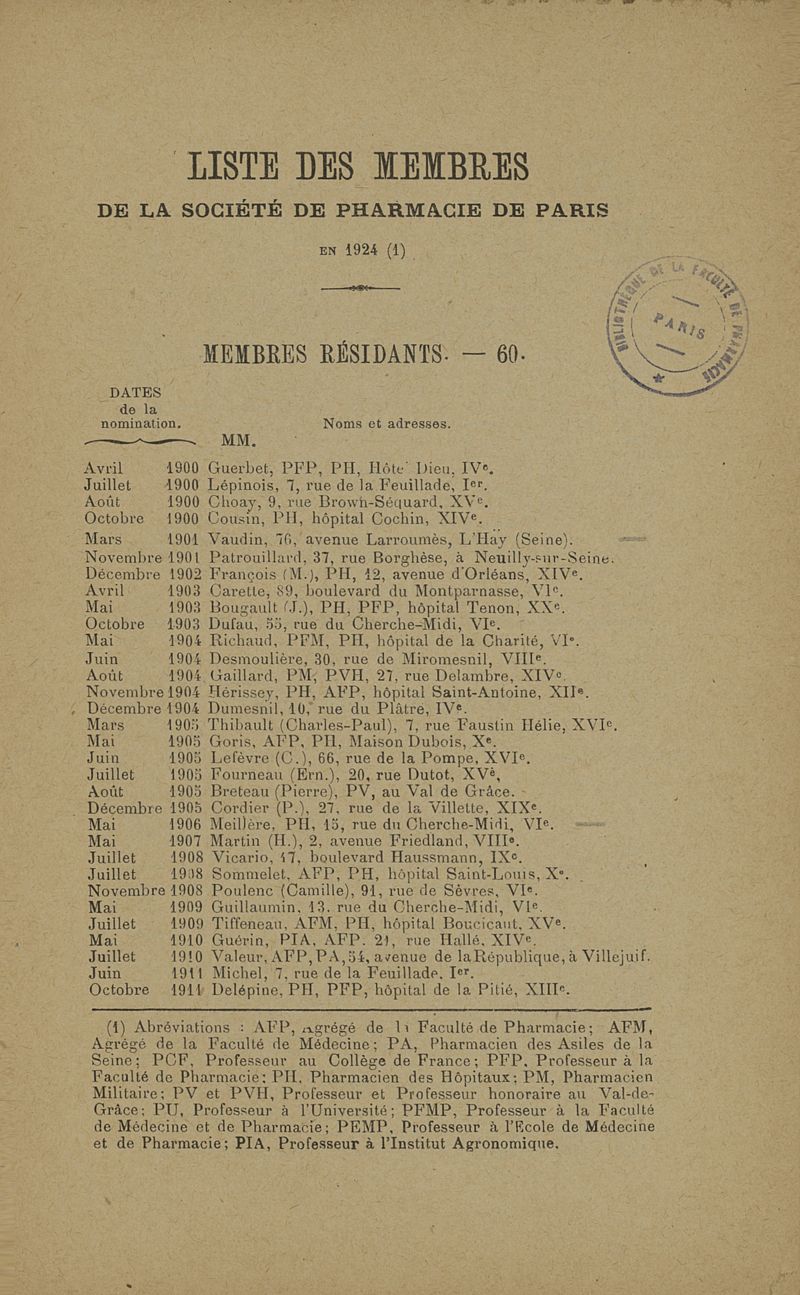 LISTE DES MEMBRES
DE LA SOCIÉTÉ DE PHARMACIE DE PARIS
EN 1924 (1)
BIBLIOTHÈQUE DE LA FACULTÉ DE PHARMACIE
PARIS
MEMBRES RÉSIDANTS. — 60.
DATES
de la
nomination.
Noms et adresses.
MM.
Avril 1900 Guerbet, PFP, PH, Hôtel Dieu, IVe.
Juillet 1900 Lépinois, 7, rue de la Feuillade, Ier.
Août 1900 Choay, 9, rue Brown-Séquard, XVe.
Octobre 1900 Cousin, PH, hôpital Cochin, XIVe.
Mars 1901 Vaudin, 76, avenue Larroumès, L'Hay (Seine).
Novembre 1901 Patrouillard, 37, rue Borghèse, à Neuilly-sur-Seine.
Décembre 1902 François (M.), PH, 12, avenue d'Orléans, XIVe.
Avril 1903 Carette, 89, boulevard du Montparnasse, VIe.
Mai 1903 Bougault (J.), PH, PFP, hôpital Tenon, XXe.
Octobre 1903 Dufau, 55, rue du Cherche-Midi, VIe.
Mai 1904 Richaud, PFM, PH, hôpital de la Charité, VIe.
Juin 1904 Desmoulière, 30, rue de Miromesnil, VIIIe.
Août 1904 Gaillard, PM, PVH, 27, rue Delambre, XIVe.
Novembre 1904 Hérissey, PH, AFP, hôpital Saint-Antoine, XIIe.
Décembre 1904 Dumesnil, 10, rue du Plâtre, IVe.
Mars 1905 Thibault (Charles-Paul), 7, rue Faustin Hélie, XVIe.
Mai 1905 Goris, AFP, PH, Maison Dubois, Xe.
Juin 1905 Lefèvre (C.), 66, rue de la Pompe, XVIe.
Juillet 1905 Fourneau (Ern.), 20, rue Dutot, XVe,
Août 1905 Breteau (Pierre), PV, au Val de Grâce.
Décembre 1905 Cordier (P.), 27, rue de la Villette, XIXe.
Mai 1906 Meillère, PH, 15, rue du Cherche-Midi, VIe.
Mai 1907 Martin (H.), 2, avenue Friedland, VIIIe.
Juillet 1908 Vicario, 17, boulevard Haussmann, IXe.
Juillet 1908 Sommelet, AFP, PH, hôpital Saint-Louis, Xe.
Novembre 1908 Poulenc (Camille), 91, rue de Sèvres, VIe.
Mai 1909 Guillaumin, 13, rue du Cherche-Midi, VIe.
Juillet 1909 Tiffeneau, AFM, PH, hôpital Boucicaut, XVe.
Mai 1910 Guérin, PIA, AFP. 21, rue Hallé, XIVe.
Juillet 1910 Valeur, AFP, PA, 54, avenue de la République, à Villejuif.
Juin 1911 Michel, 7, rue de la Feuillade, Ier.
Octobre 1911 Delépine, PH, PFP, hôpital de la Pitié, XIIIe.
(1) Abréviations : AFP, Agrégé de la Faculté de Pharmacie; AFM,
Agrégé de la Faculté de Médecine; PA, Pharmacien des Asiles de la
Seine; PCF, Professeur au Collège de France; PFP, Professeur à la
Faculté de Pharmacie; PH, Pharmacien des Hôpitaux; PM, Pharmacien
Militaire; PV et PVH, Professeur et Professeur honoraire au Val-de-
Grâce; PU, Professeur à l'Université; PFMP, Professeur à la Faculté
de Médecine et de Pharmacie; PEMP, Professeur à l'Ecole de Médecine
et de Pharmacie; PIA, Professeur à l'Institut Agronomique.